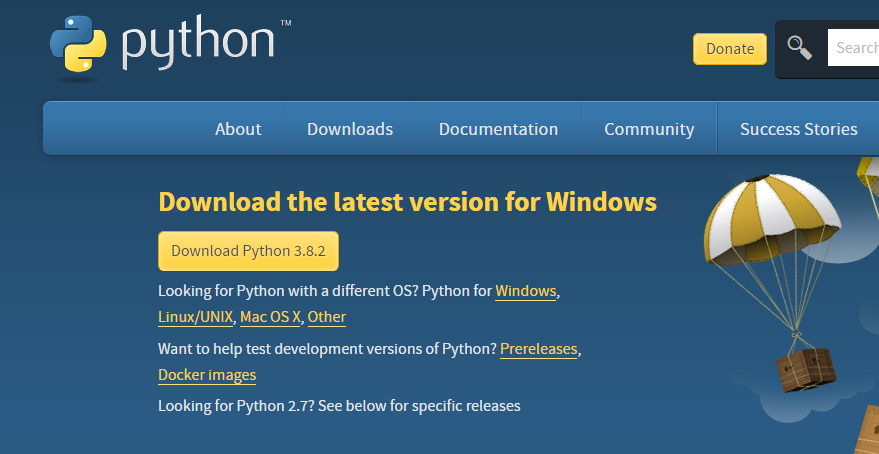 python™
Donate
Search
About
Downloads
Documentation
Community
Success Stories
Download the latest version for Windows
Download Python 3.8.2
Looking for Python with a different OS? Python for Windows,
Linux/UNIX, Mac OS X, Other
Want to help test development versions of Python? Prereleases,
Docker images
Looking for Python 2.7? See below for specific releases